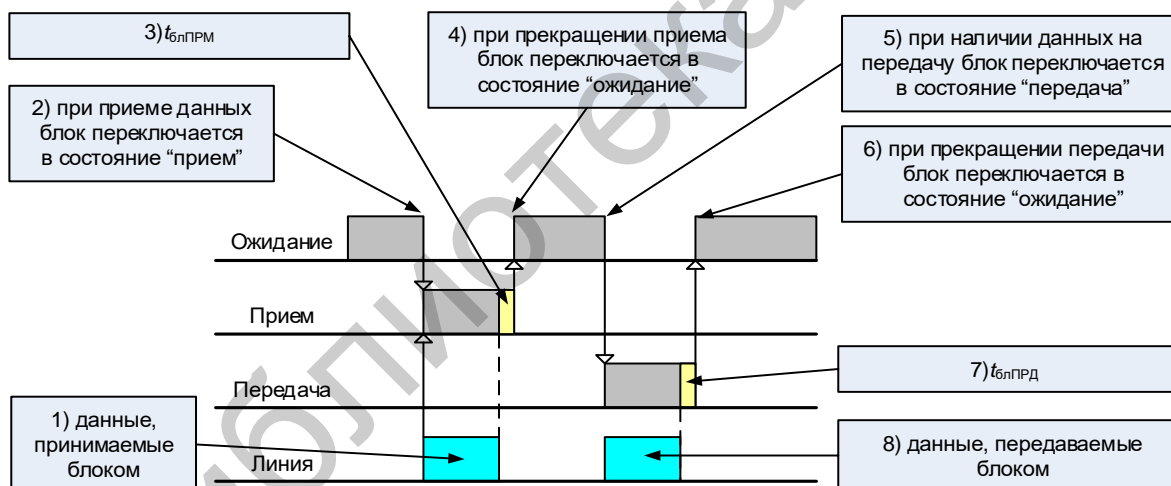 3)tблПРМ
4) при прекращении приема
блок переключается в
состояние “ожидание”
5) при наличии данных на
передачу блок переключается
в состояние “передача”
2) при приеме данных
блок переключается
в состояние “прием”
6) при прекращении передачи
блок переключается в
состояние “ожидание”
Ожидание
Прием
Передача
7)tблПРД
1) данные,
принимаемые
блоком
Линия
8) данные, передаваемые
блоком
библиотека